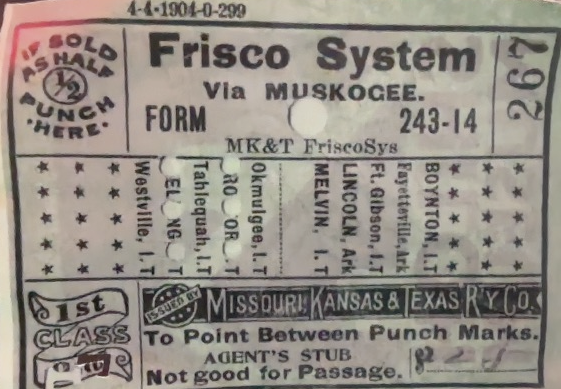 4-4-1904-0-299
IF SOLD
AS HALF
1/2
PUNCH
·HERE·
Frisco System
Via MUSKOGEE.
FORM 243-14
MK&T FriscoSys
267
Westville, I. T
Tahlequah, I.T
Okmulgee, I. T
MELVIN, I. T
LINCOLN, Ark
Ft. Gibson, I.T
Fayetteville, Ark
BOYNTON, I.T
1st
CLASS
ISSUED BY
MISSOURI, KANSAS & TEXAS R'Y CO.
To Point Between Punch Marks.
AGENT'S STUB
Not good for Passage.